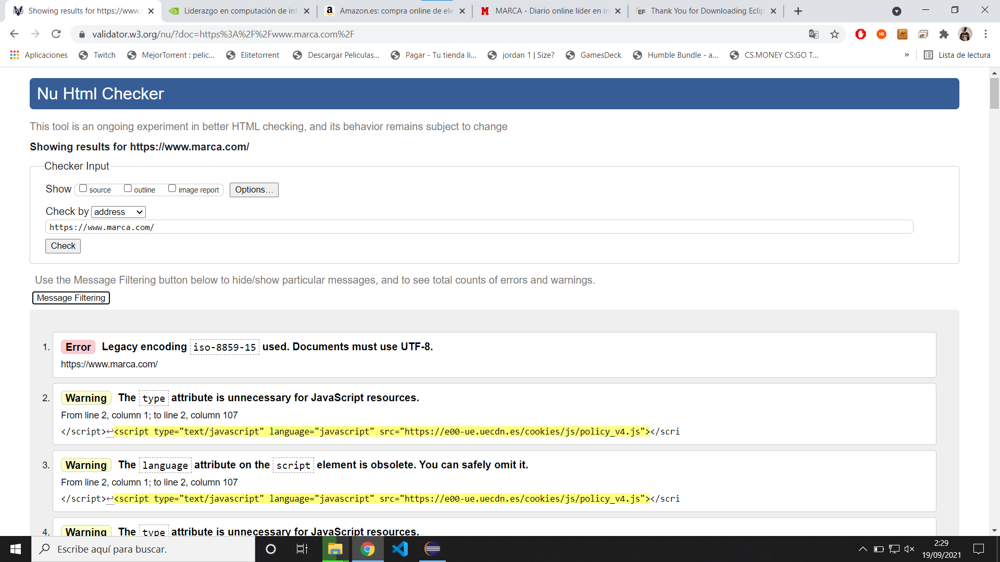 Showing results for https://www.
Liderazgo en computación de int
Amazon.es: compra online de ele
MARCA - Diario online líder en in
Thank You for Downloading Eclip
validator.w3.org/nu/?doc=https%3A%2F%2Fwww.marca.com%2F
Aplicaciones
Twitch
MejorTorrent : pelic...
Elitetorrent
Descargar Peliculas...
Pagar - Tu tienda li...
jordan 1 | Size?
GamesDeck
Humble Bundle - a...
CS.MONEY CS:GO T...
»
Lista de lectura
Nu Html Checker
This tool is an ongoing experiment in better HTML checking, and its behavior remains subject to change
Showing results for https://www.marca.com/
Checker Input
Show source outline image report Options...
Check by address
https://www.marca.com/
Check
Use the Message Filtering button below to hide/show particular messages, and to see total counts of errors and warnings.
Message Filtering
1. Error Legacy encoding iso-8859-15 used. Documents must use UTF-8.
https://www.marca.com/
2. Warning The type attribute is unnecessary for JavaScript resources.
From line 2, column 1; to line 2, column 107
</script>↩<script type="text/javascript" language="javascript" src="https://e00-ue.uecdn.es/cookies/js/policy_v4.js"></scri
3. Warning The language attribute on the script element is obsolete. You can safely omit it.
From line 2, column 1; to line 2, column 107
</script>↩<script type="text/javascript" language="javascript" src="https://e00-ue.uecdn.es/cookies/js/policy_v4.js"></scri
4. Warning The type attribute is unnecessary for JavaScript resources.
Escribe aquí para buscar.
2:29
19/09/2021